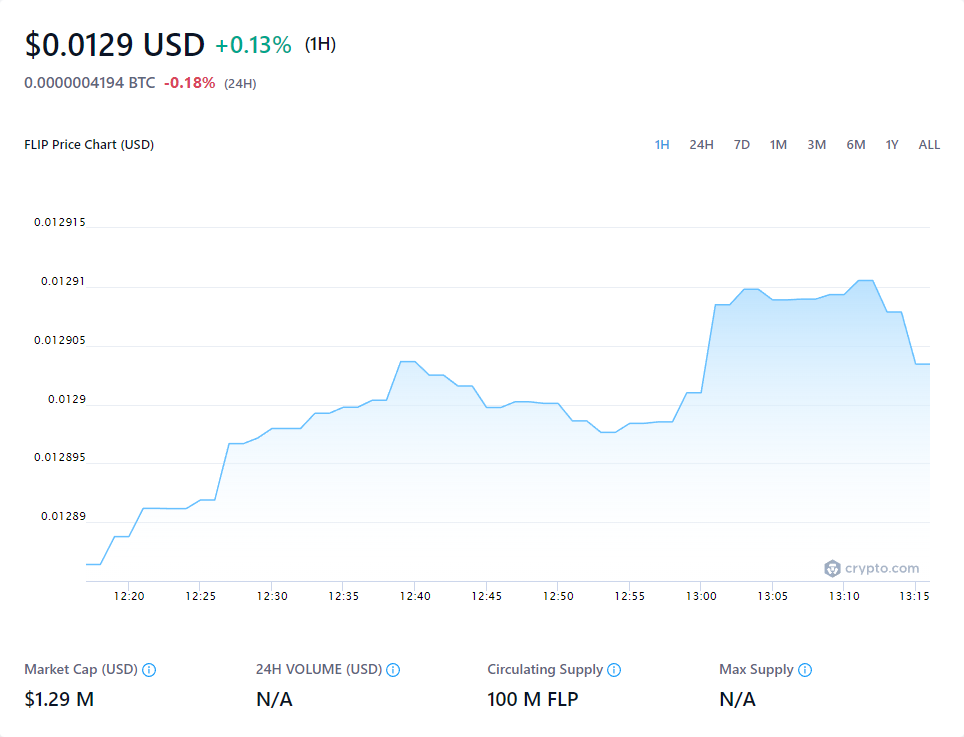 $0.0129 USD +0.13% (1H)
0.0000004194 BTC -0.18% (24H)
FLIP Price Chart (USD) 1H 24H 7D 1M 3M 6M 1Y ALL
0.012915
0.01291
0.012905
0.0129
0.012895
0.01289
crypto.com
12:20 12:25 12:30 12:35 12:40 12:45 12:50 12:55 13:00 13:05 13:10 13:15
Market Cap (USD) 24H VOLUME (USD) Circulating Supply Max Supply
$1.29 M N/A 100 M FLP N/A